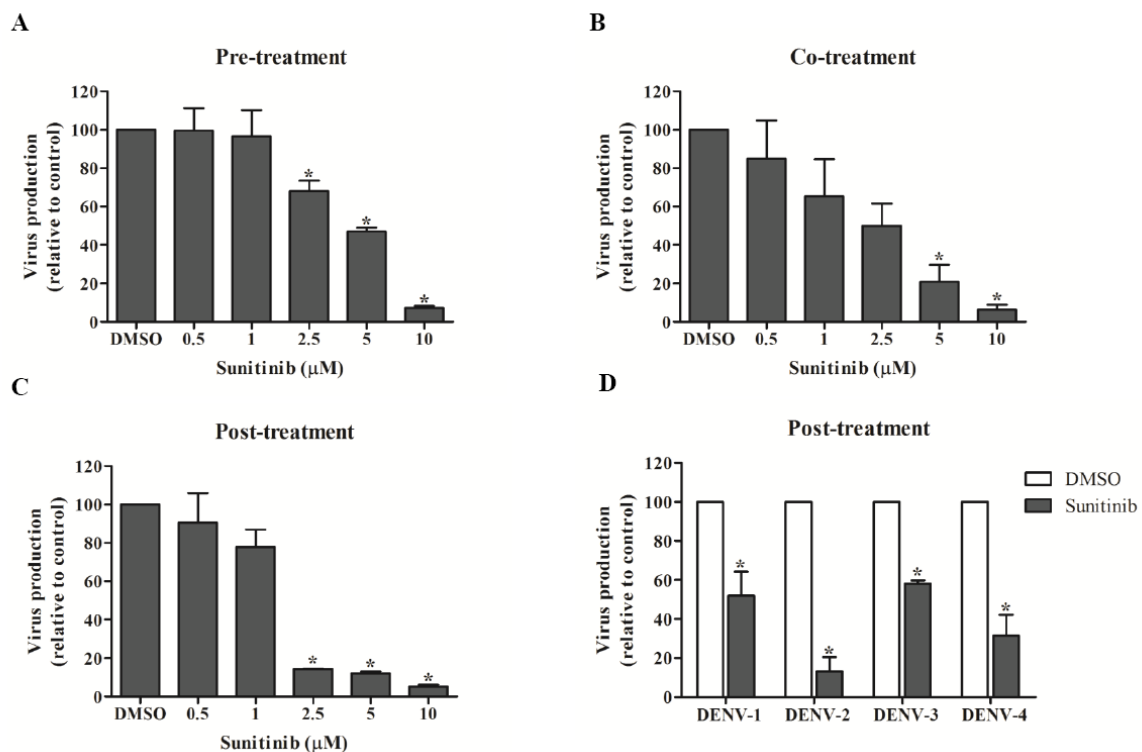 A
Pre-treatment
Virus production
(relative to control)
120
100
80
60
40
20
0
*
*
*
DMSO 0.5 1 2.5 5 10
Sunitinib (μM)
B
Co-treatment
Virus production
(relative to control)
120
100
80
60
40
20
0
*
*
DMSO 0.5 1 2.5 5 10
Sunitinib (μM)
C
Post-treatment
Virus production
(relative to control)
120
100
80
60
40
20
0
*
*
*
DMSO 0.5 1 2.5 5 10
Sunitinib (μM)
D
Post-treatment
Virus production
(relative to control)
120
100
80
60
40
20
0
*
*
*
*
DENV-1 DENV-2 DENV-3 DENV-4
DMSO
Sunitinib